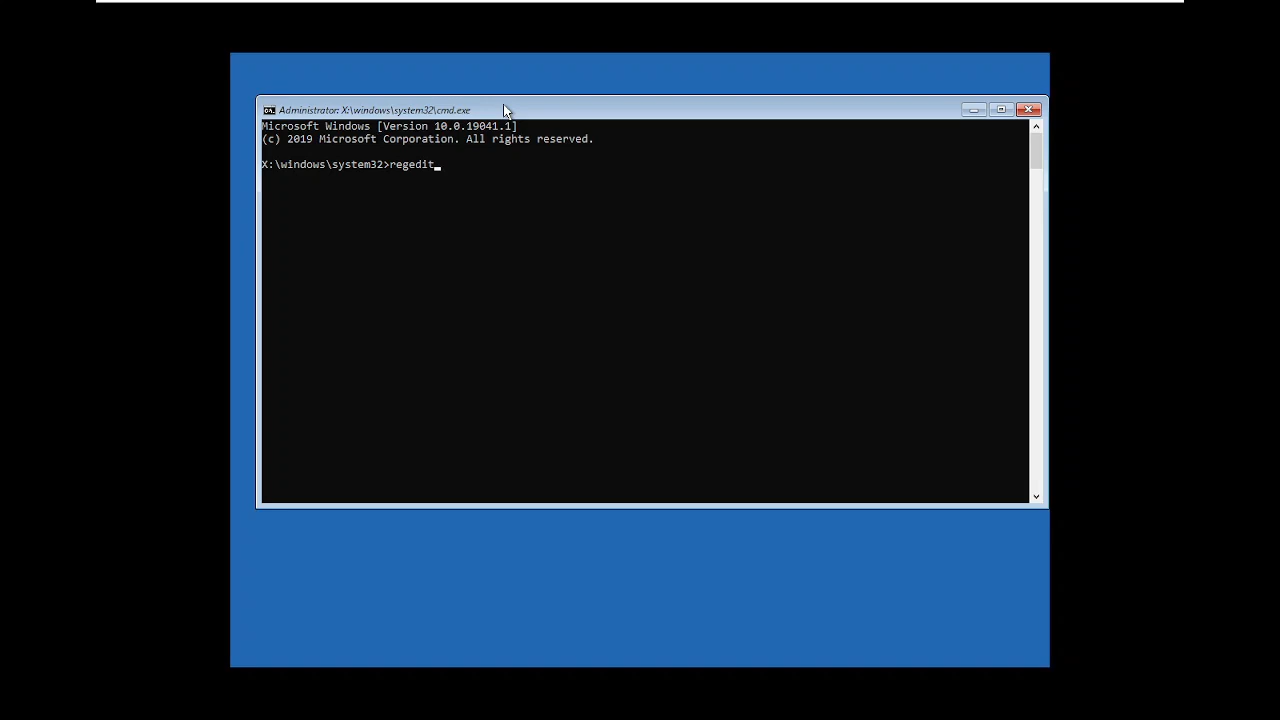 Administrator: X:\windows\system32\cmd.exe
Microsoft Windows [Version 10.0.19041.1]
(c) 2019 Microsoft Corporation. All rights reserved.
X:\windows\system32>regedit